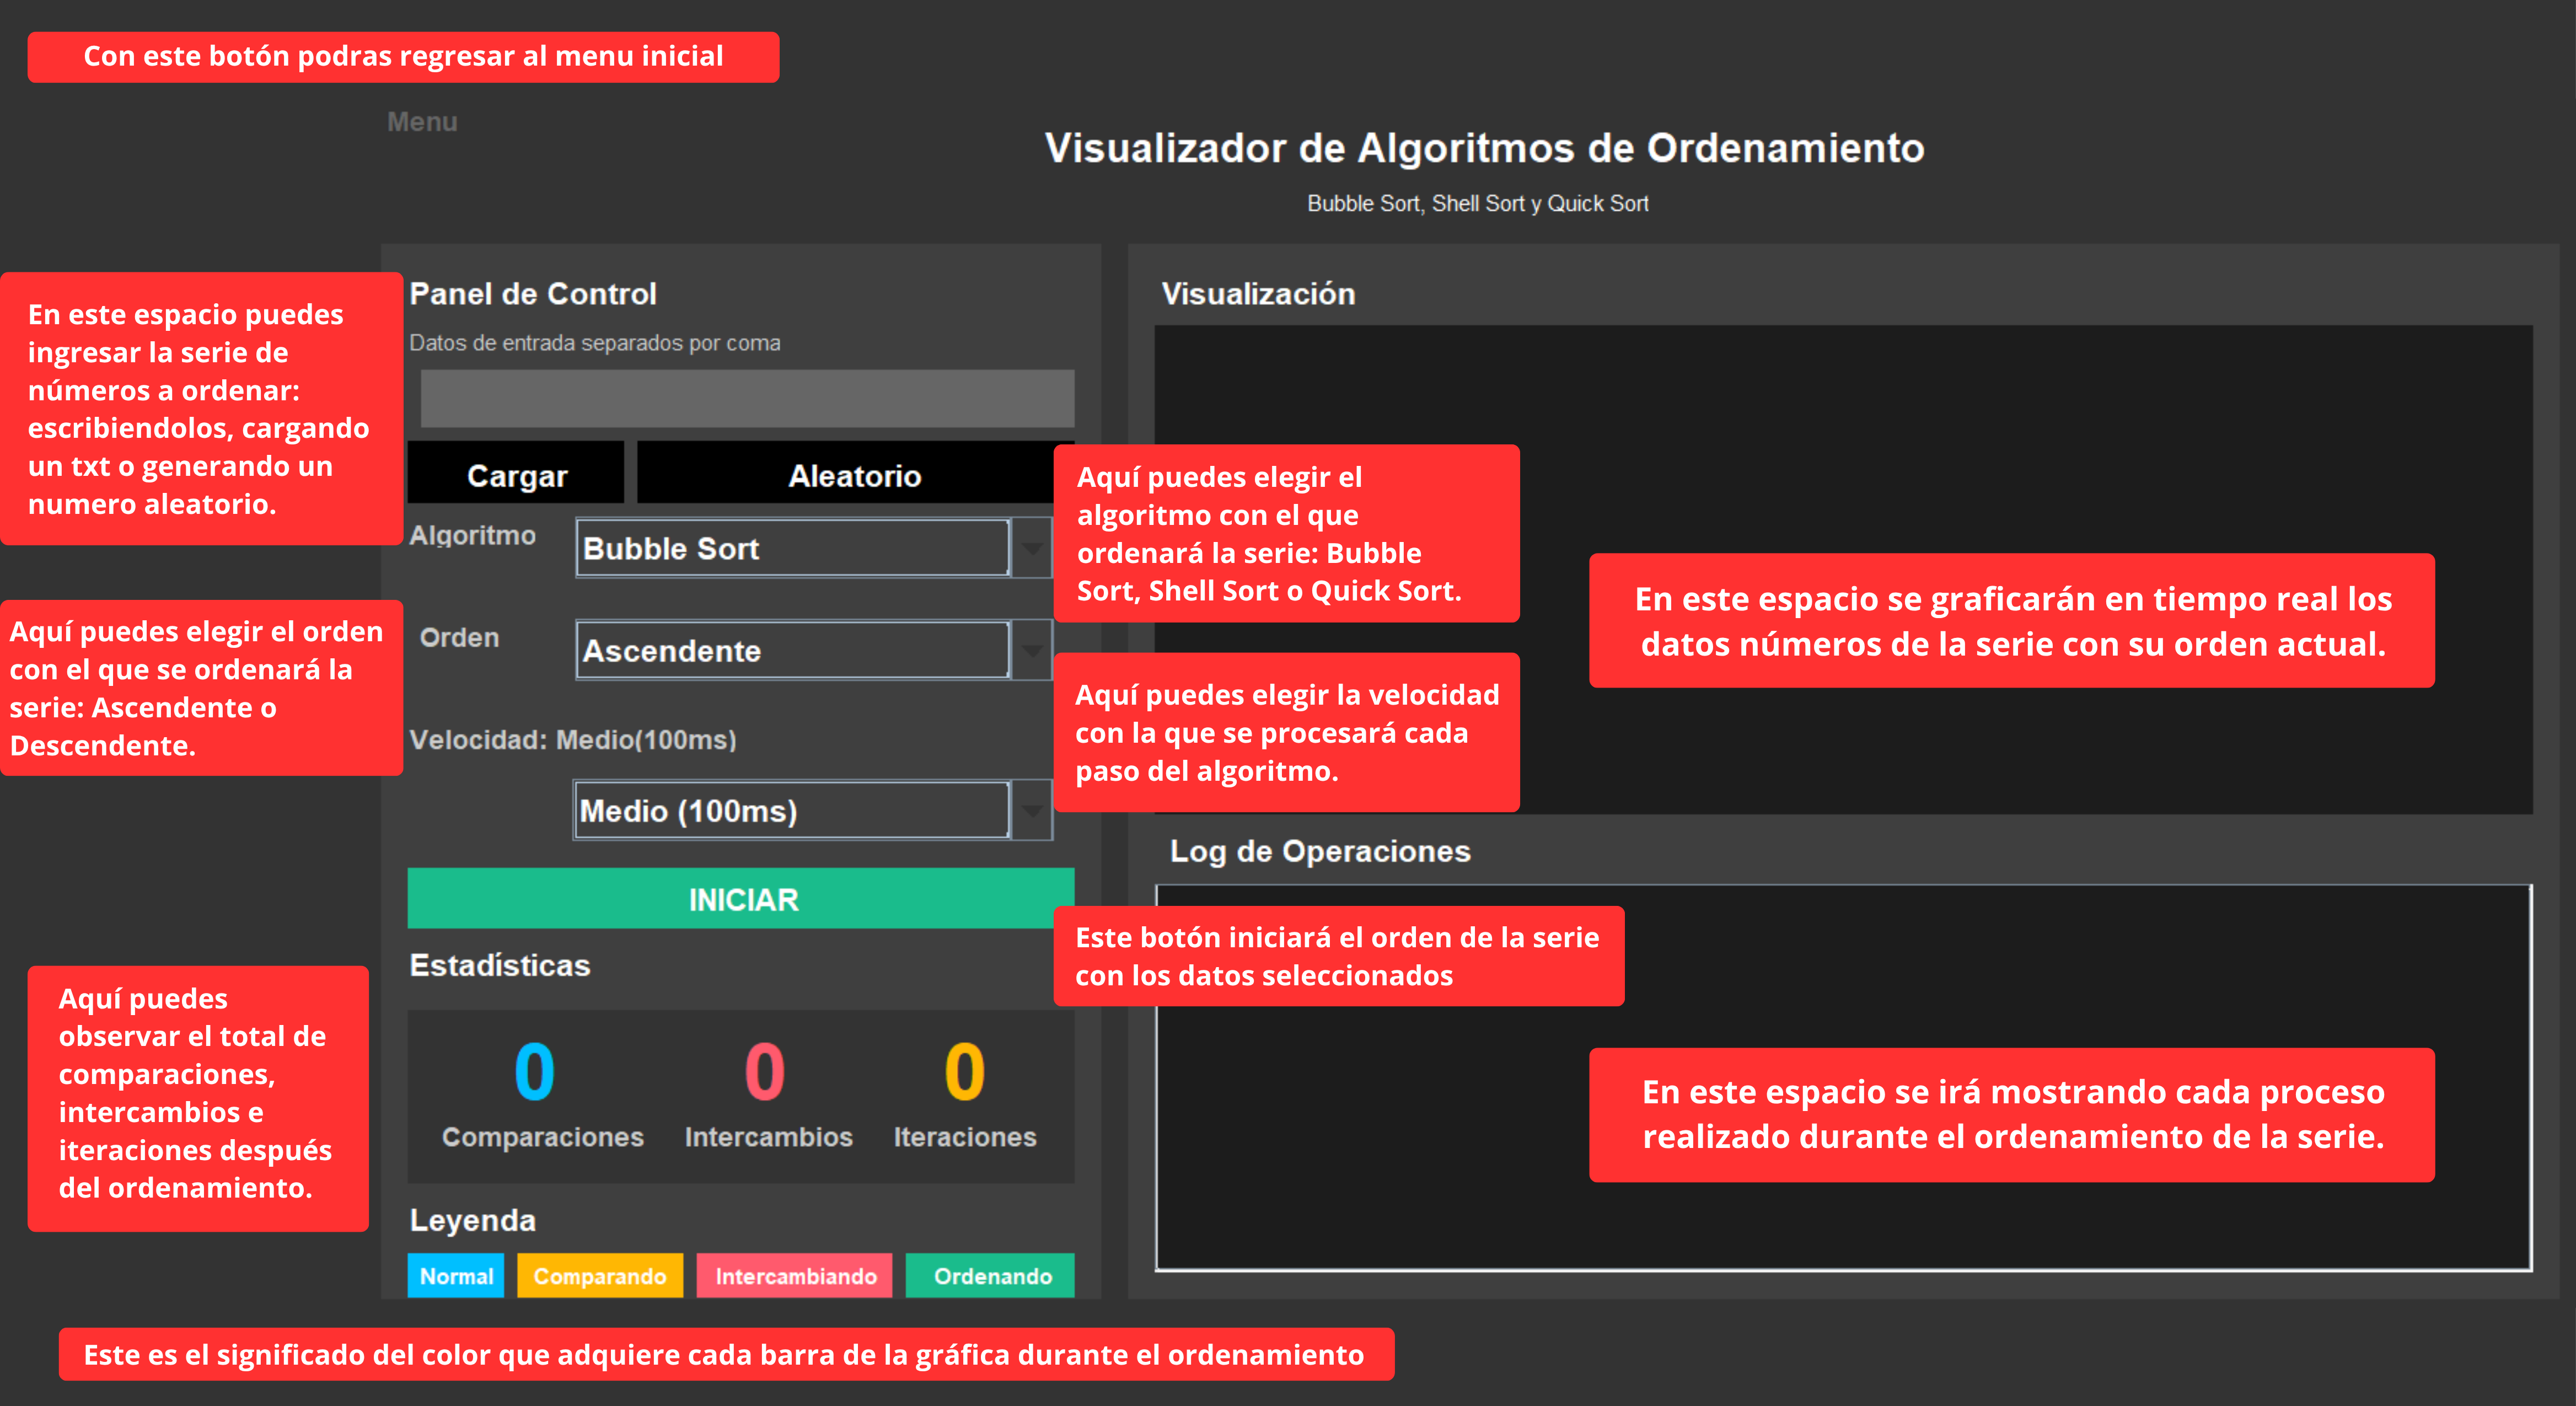 Con este botón podras regresar al menu inicial
Menu
Visualizador de Algoritmos de Ordenamiento
Bubble Sort, Shell Sort y Quick Sort
En este espacio puedes
ingresar la serie de
números a ordenar:
escribiendolos, cargando
un txt o generando un
numero aleatorio.
Panel de Control
Datos de entrada separados por coma
Cargar
Aleatorio
Algoritmo
Bubble Sort
Aquí puedes elegir el
algoritmo con el que
ordenará la serie: Bubble
Sort, Shell Sort o Quick Sort.
Aquí puedes elegir el orden
con el que se ordenará la
serie: Ascendente o
Descendente.
Orden
Ascendente
Velocidad: Medio(100ms)
Medio (100ms)
Aquí puedes elegir la velocidad
con la que se procesará cada
paso del algoritmo.
INICIAR
Este botón iniciará el orden de la serie
con los datos seleccionados
Estadísticas
Aquí puedes
observar el total de
comparaciones,
intercambios e
iteraciones después
del ordenamiento.
0 0 0
Comparaciones Intercambios Iteraciones
Leyenda
Normal Comparando Intercambiando Ordenando
Este es el significado del color que adquiere cada barra de la gráfica durante el ordenamiento
Visualización
En este espacio se graficarán en tiempo real los
datos números de la serie con su orden actual.
Log de Operaciones
En este espacio se irá mostrando cada proceso
realizado durante el ordenamiento de la serie.